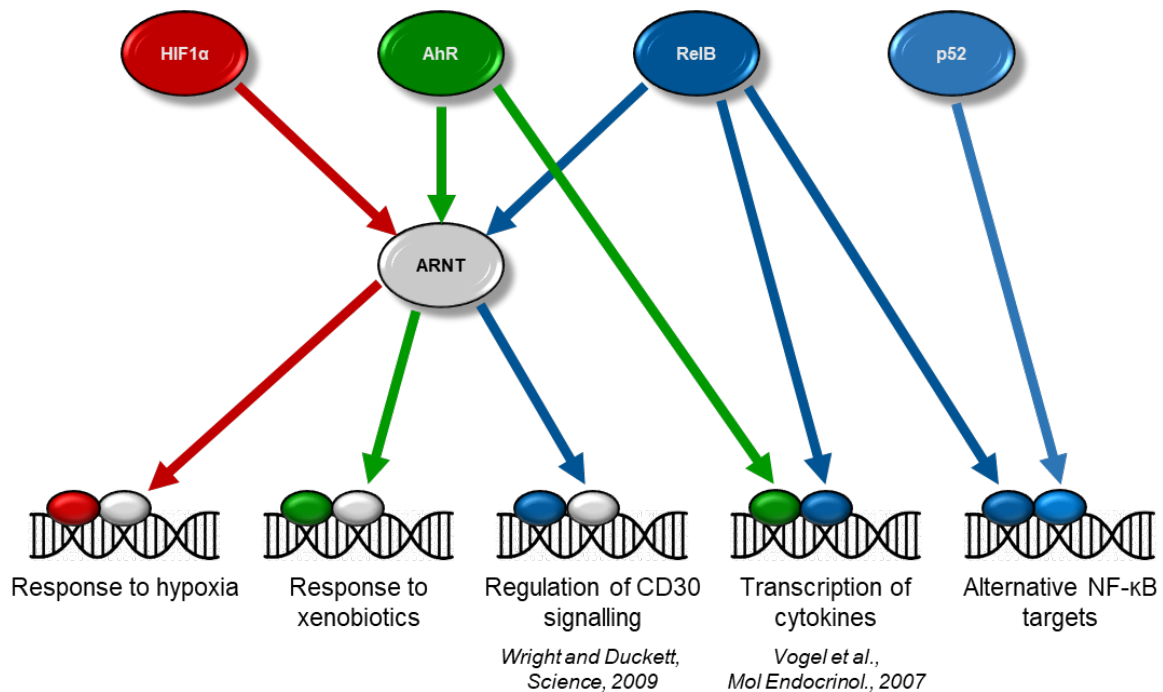 HIF1α
AhR
RelB
p52
ARNT
Response to hypoxia
Response to
xenobiotics
Regulation of CD30
signalling
Wright and Duckett,
Science, 2009
Transcription of
cytokines
Vogel et al.,
Mol Endocrinol., 2007
Alternative NF-κB
targets